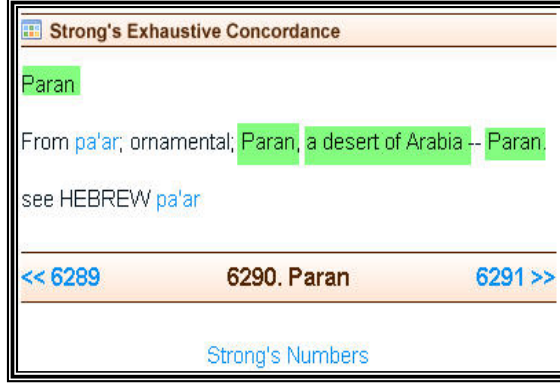 Strong's Exhaustive Concordance
Paran
From pa'ar; ornamental; Paran, a desert of Arabia -- Paran.
see HEBREW pa'ar
<< 6289 6290. Paran 6291 >>
Strong's Numbers